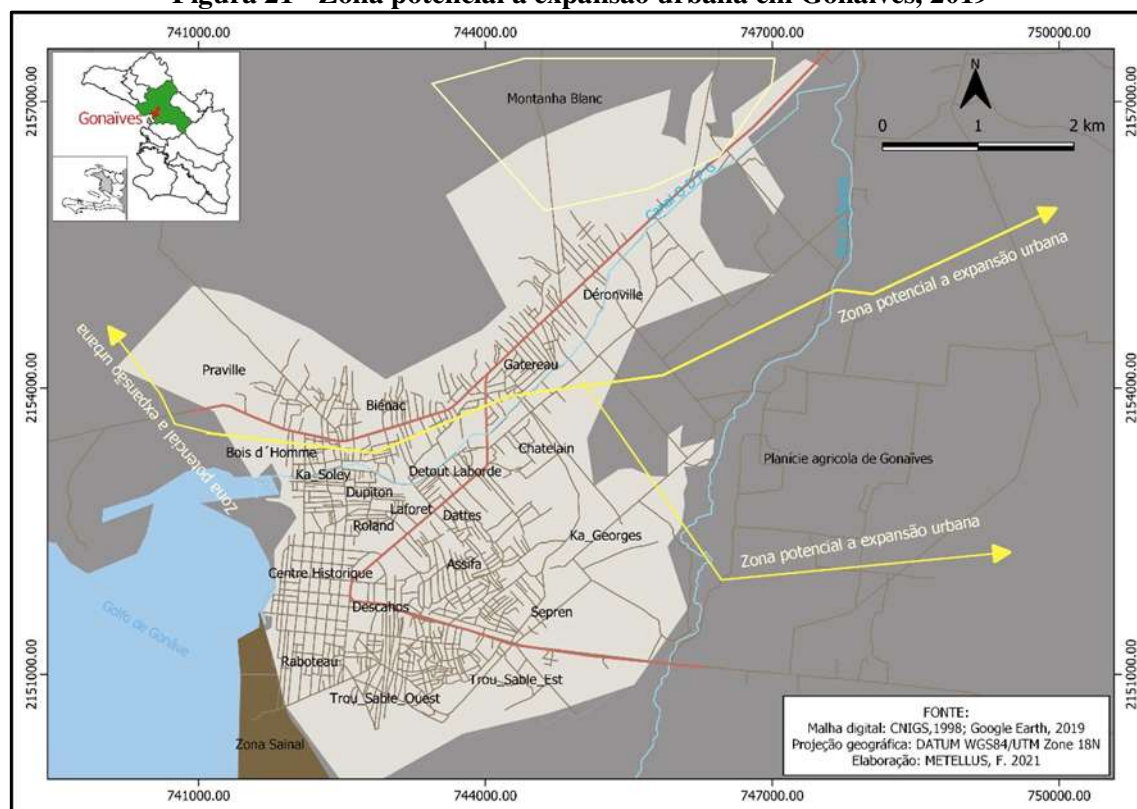 Figura 21 - Zona potencial a expansão urbana em Gonaïves, 2019
741000.00 744000.00 747000.00 750000.00
2157000.00
2157000.00
Gonaïves
Montanha Blanc
N
0 1 2 km
Canal O D P G
Zona potencial a expansão urbana
Déronville
Zona potencial a expansão urbana
Praville
Gatereau
2154000.00
2154000.00
Biénac
Bois d´Homme
Chatelain
Planície agricola de Gonaïves
Ka_Soley
Detout Laborde
Dupiton
Laforet
Roland
Dattes
Ka_Georges
Zona potencial a expansão urbana
Centre Historique
Assifa
Golfo de Gonâve
Descahos
Sepren
Raboteau
Trou_Sable_Est
2151000.00
2151000.00
Trou_Sable_Ouest
Zona Sainal
FONTE:
Malha digital: CNIGS,1998; Google Earth, 2019
Projeção geográfica: DATUM WGS84/UTM Zone 18N
Elaboração: METELLUS, F. 2021
741000.00 744000.00 747000.00 750000.00